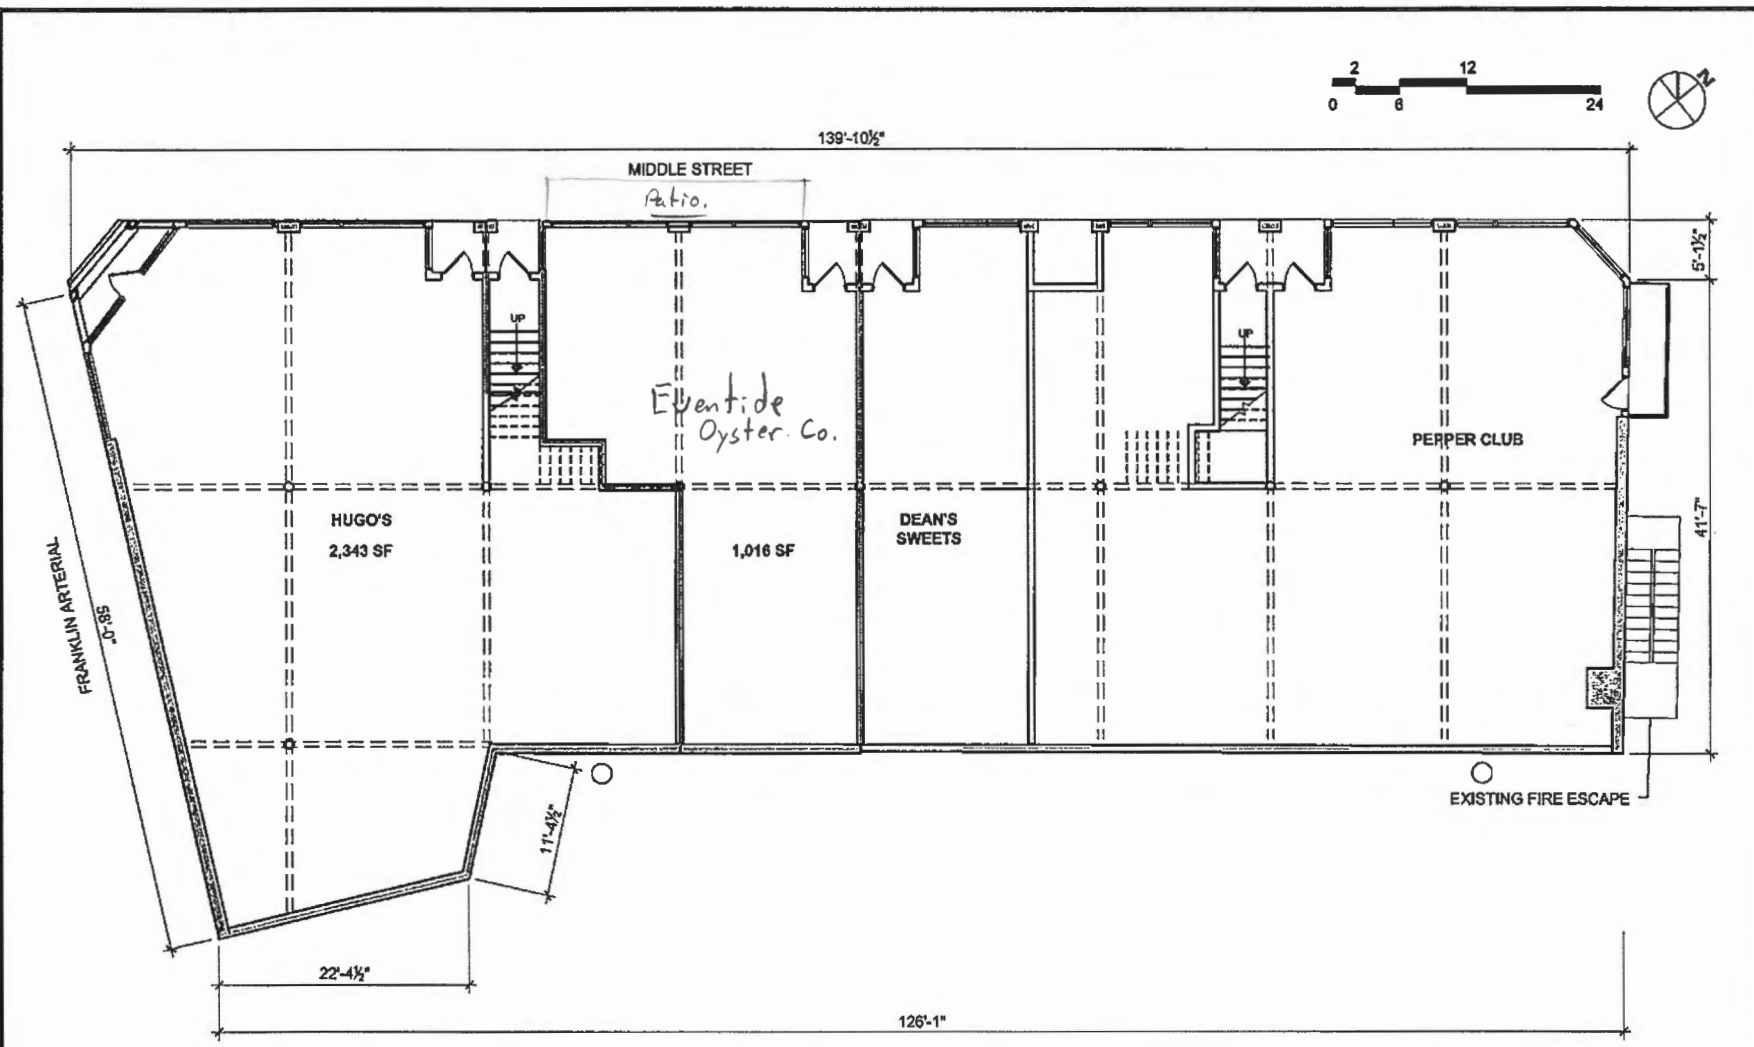 2 12
0 6 24
N
139'-10½"
MIDDLE STREET
Patio.
5'-1½"
UP
UP
Eventide
Oyster Co.
PEPPER CLUB
HUGO'S
2,343 SF
1,016 SF
DEAN'S
SWEETS
41'-7"
FRANKLIN ARTERIAL
58'-0"
EXISTING FIRE ESCAPE
11'-4½"
22'-4½"
126'-1"